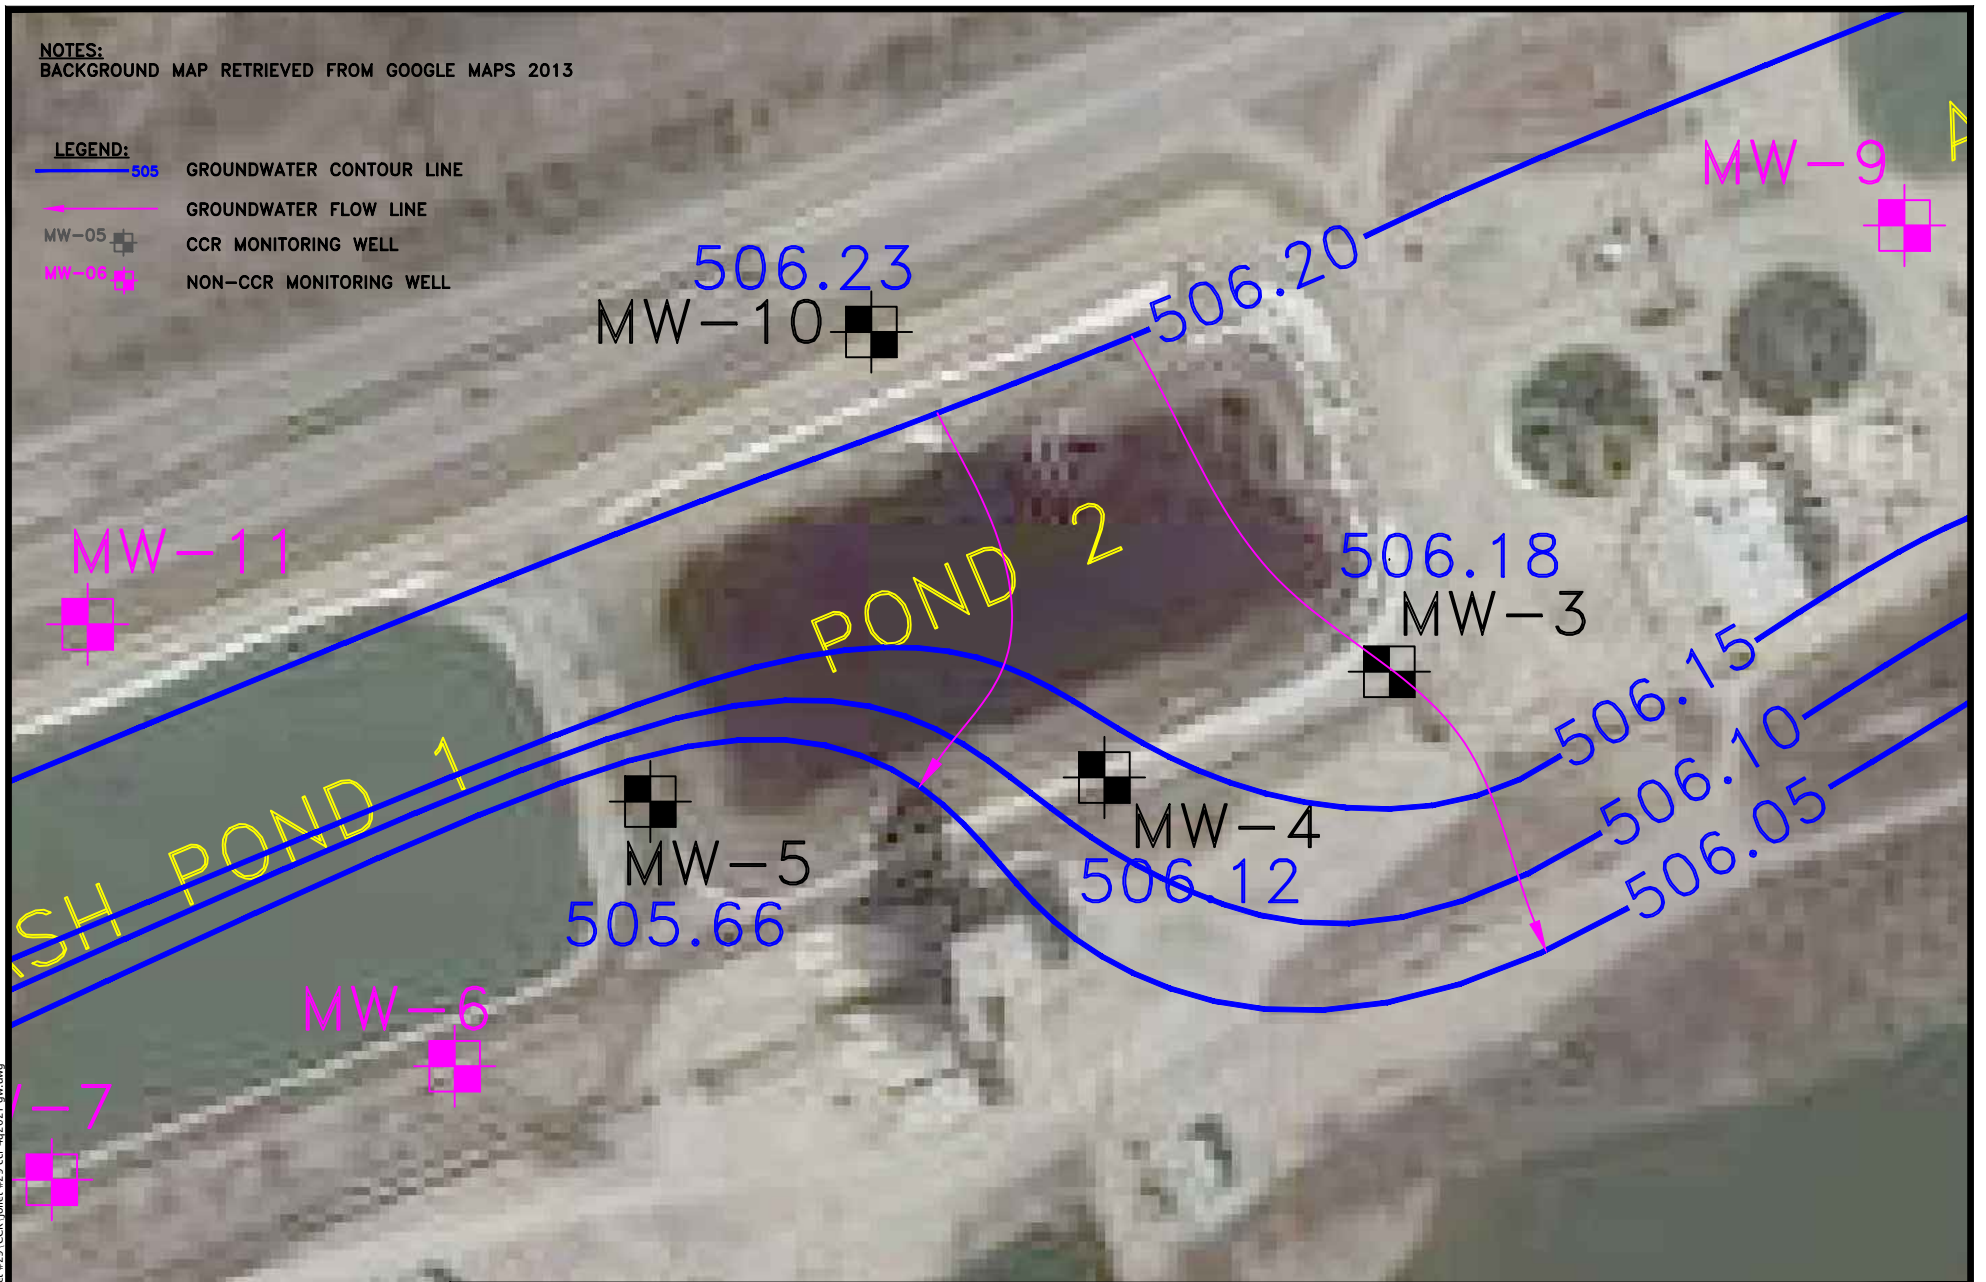 NOTES:
BACKGROUND MAP RETRIEVED FROM GOOGLE MAPS 2013
LEGEND:
505 GROUNDWATER CONTOUR LINE
GROUNDWATER FLOW LINE
MW-05 CCR MONITORING WELL
MW-06 NON-CCR MONITORING WELL
A
MW-9
506.20
506.23
MW-10
MW-11
POND 2
506.18
MW-3
506.15
506.10
506.05
SH POND 1
MW-5
505.66
MW-4
506.12
MW-6
-7